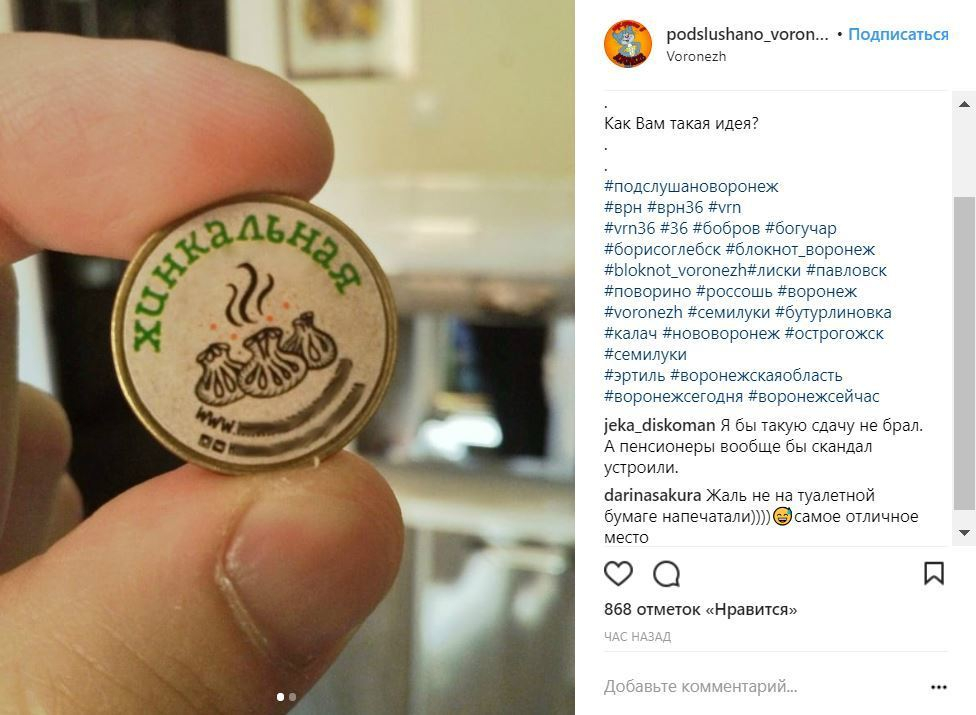 хинкальная
www.
podslushano_voron... • Подписаться
Voronezh
.
Как Вам такая идея?
.
.
#подслушановоронеж
#врн #врн36 #vrn
#vrn36 #36 #бобров #богучар
#борисоглебск #блокнот_воронеж
#bloknot_voronezh#лиски #павловск
#поворино #россошь #воронеж
#voronezh #семилуки #бутурлиновка
#калач #нововоронеж #острогожск
#семилуки
#эртиль #воронежскаяобласть
#воронежсегодня #воронежсейчас
jeka_diskoman Я бы такую сдачу не брал.
А пенсионеры вообще бы скандал
устроили.
darinasakura Жаль не на туалетной
бумаге напечатали))))😅самое отличное
место
868 отметок «Нравится»
ЧАС НАЗАД
Добавьте комментарий...